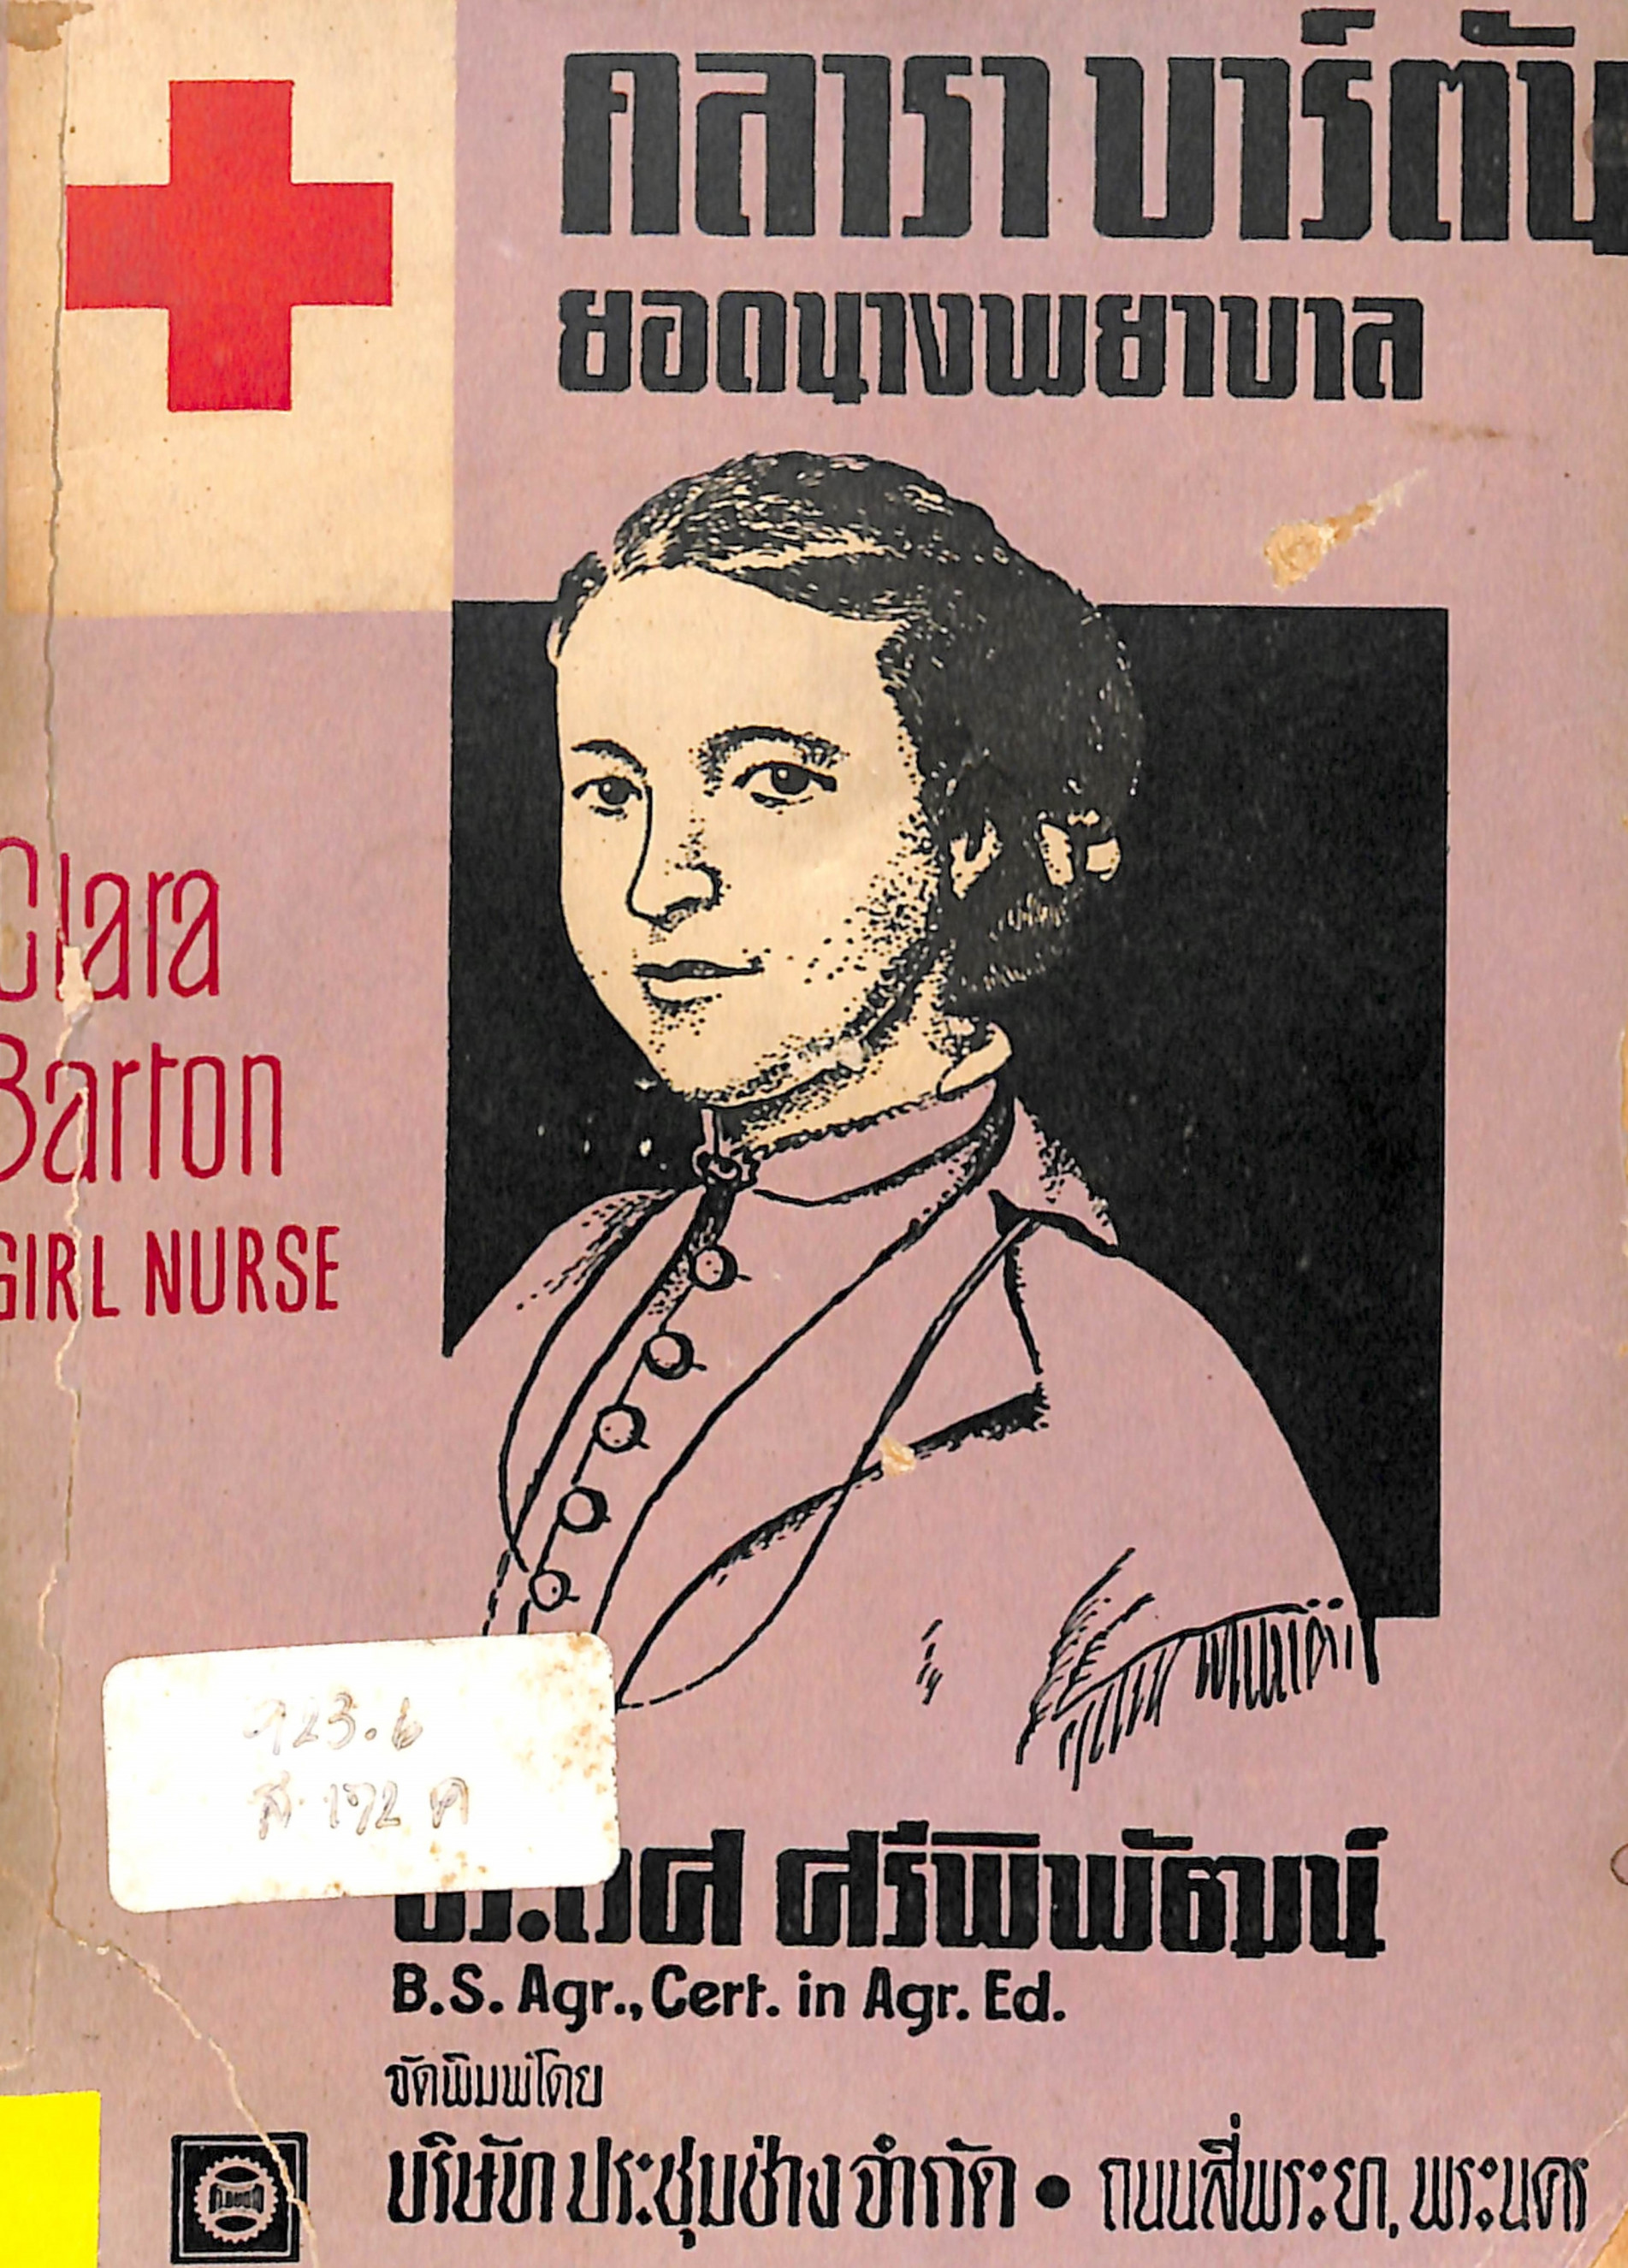 คลารา บาร์ตัน
ยอดนางพยาบาล
Clara
Barton
GIRL NURSE
923.6
ส 172 ค
ศรีพิพัฒน์
B.S. Agr., Cert. in Agr. Ed.
จัดพิมพ์โดย
บริษัท ประชุมช่าง จำกัด • ถนนสี่พระยา, พระนคร